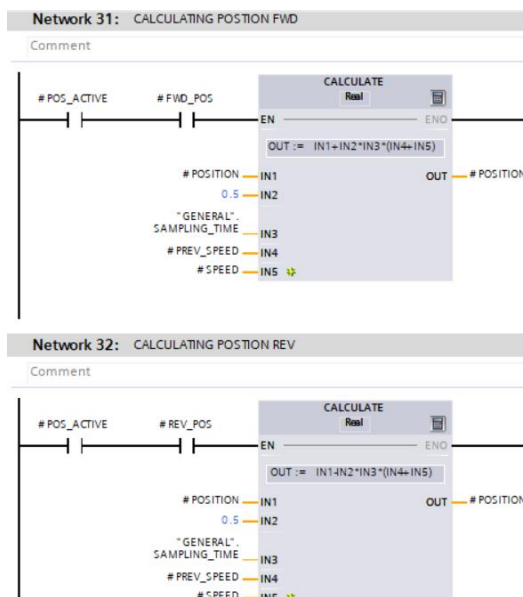 Network 31: CALCULATING POSTION FWD
Comment
#POS_ACTIVE #FWD_POS
CALCULATE
Real
EN ENO
OUT := IN1+IN2*IN3*(IN4+IN5)
#POSITION IN1 OUT #POSITION
0.5 IN2
"GENERAL".
SAMPLING_TIME IN3
#PREV_SPEED IN4
#SPEED IN5
Network 32: CALCULATING POSTION REV
Comment
#POS_ACTIVE #REV_POS
CALCULATE
Real
EN ENO
OUT := IN1-IN2*IN3*(IN4+IN5)
#POSITION IN1 OUT #POSITION
0.5 IN2
"GENERAL".
SAMPLING_TIME IN3
#PREV_SPEED IN4
#SPEED IN5